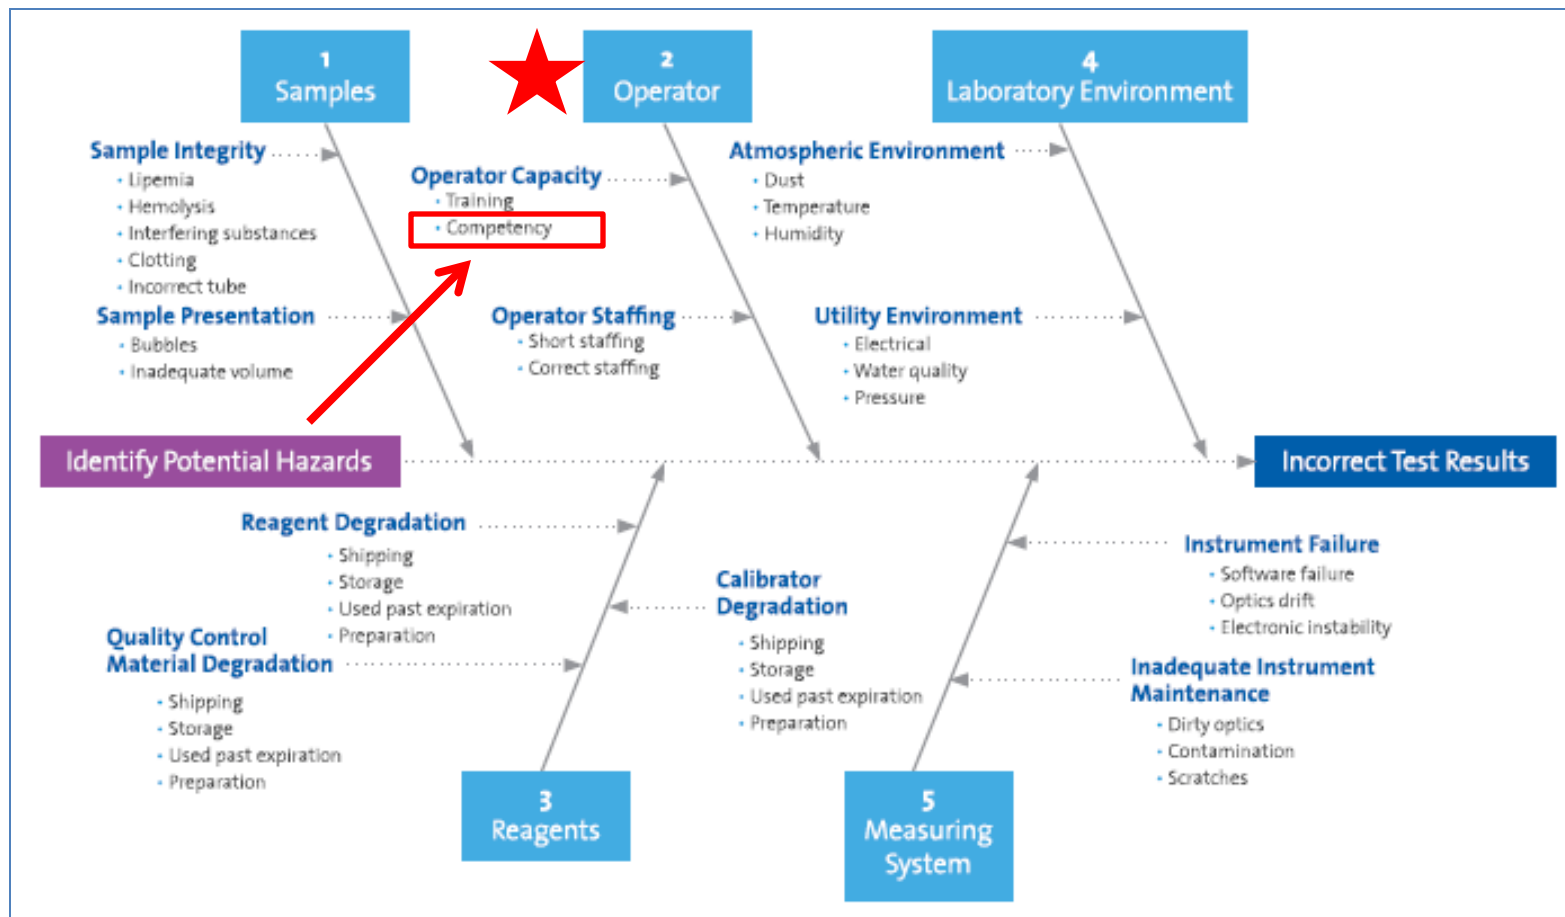 1
Samples
2
Operator
4
Laboratory Environment
Sample Integrity
• Lipemia
• Hemolysis
• Interfering substances
• Clotting
• Incorrect tube
Sample Presentation
• Bubbles
• Inadequate volume
Operator Capacity
• Training
• Competency
Operator Staffing
• Short staffing
• Correct staffing
Atmospheric Environment
• Dust
• Temperature
• Humidity
Utility Environment
• Electrical
• Water quality
• Pressure
Identify Potential Hazards
Incorrect Test Results
Reagent Degradation
• Shipping
• Storage
• Used past expiration
• Preparation
Quality Control
Material Degradation
• Shipping
• Storage
• Used past expiration
• Preparation
Calibrator
Degradation
• Shipping
• Storage
• Used past expiration
• Preparation
Instrument Failure
• Software failure
• Optics drift
• Electronic instability
Inadequate Instrument
Maintenance
• Dirty optics
• Contamination
• Scratches
3
Reagents
5
Measuring
System